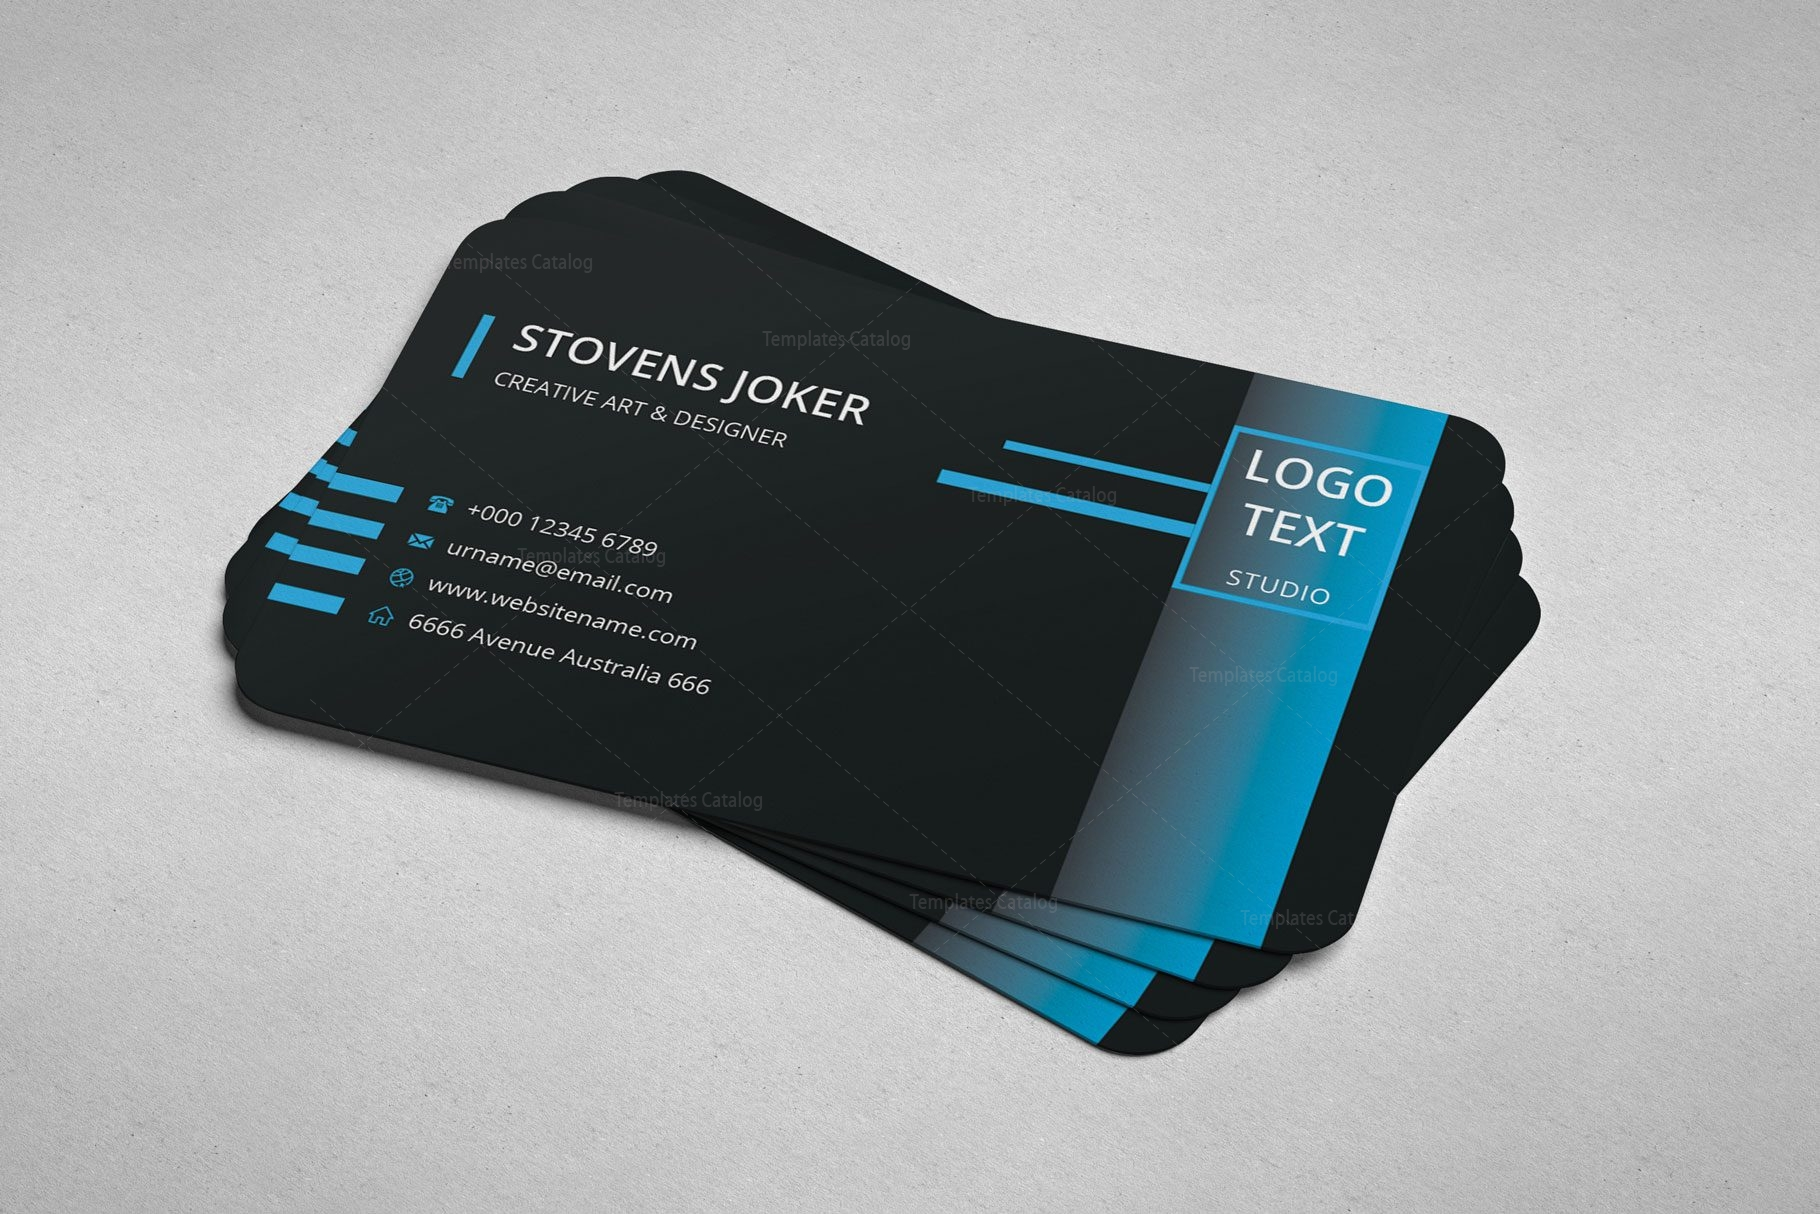 Templates Catalog
Templates Catalog
STOVENS JOKER
CREATIVE ART & DESIGNER
LOGO
TEXT
STUDIO
Templates Catalog
+000 12345 6789
urname@email.com
www.websitename.com
6666 Avenue Australia 666
Templates Catalog
Templates Catalog
Templates Catalog
Templates Catalog
Templates Cat